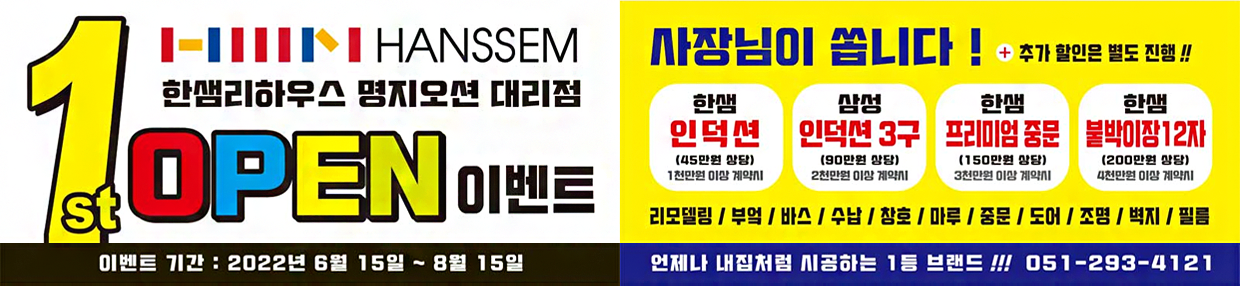 1st
HANSSEM
한샘리하우스 명지오션 대리점
OPEN 이벤트
이벤트 기간 : 2022년 6월 15일 ~ 8월 15일
사장님이 쏩니다 !
+ 추가 할인은 별도 진행 !!
한샘
인덕션
(45만원 상당)
1천만원 이상 계약시
삼성
인덕션 3구
(90만원 상당)
2천만원 이상 계약시
한샘
프리미엄 중문
(150만원 상당)
3천만원 이상 계약시
한샘
붙박이장12자
(200만원 상당)
4천만원 이상 계약시
리모델링 / 부엌 / 바스 / 수납 / 창호 / 마루 / 중문 / 도어 / 조명 / 벽지 / 필름
언제나 내집처럼 시공하는 1등 브랜드 !!! 051-293-4121